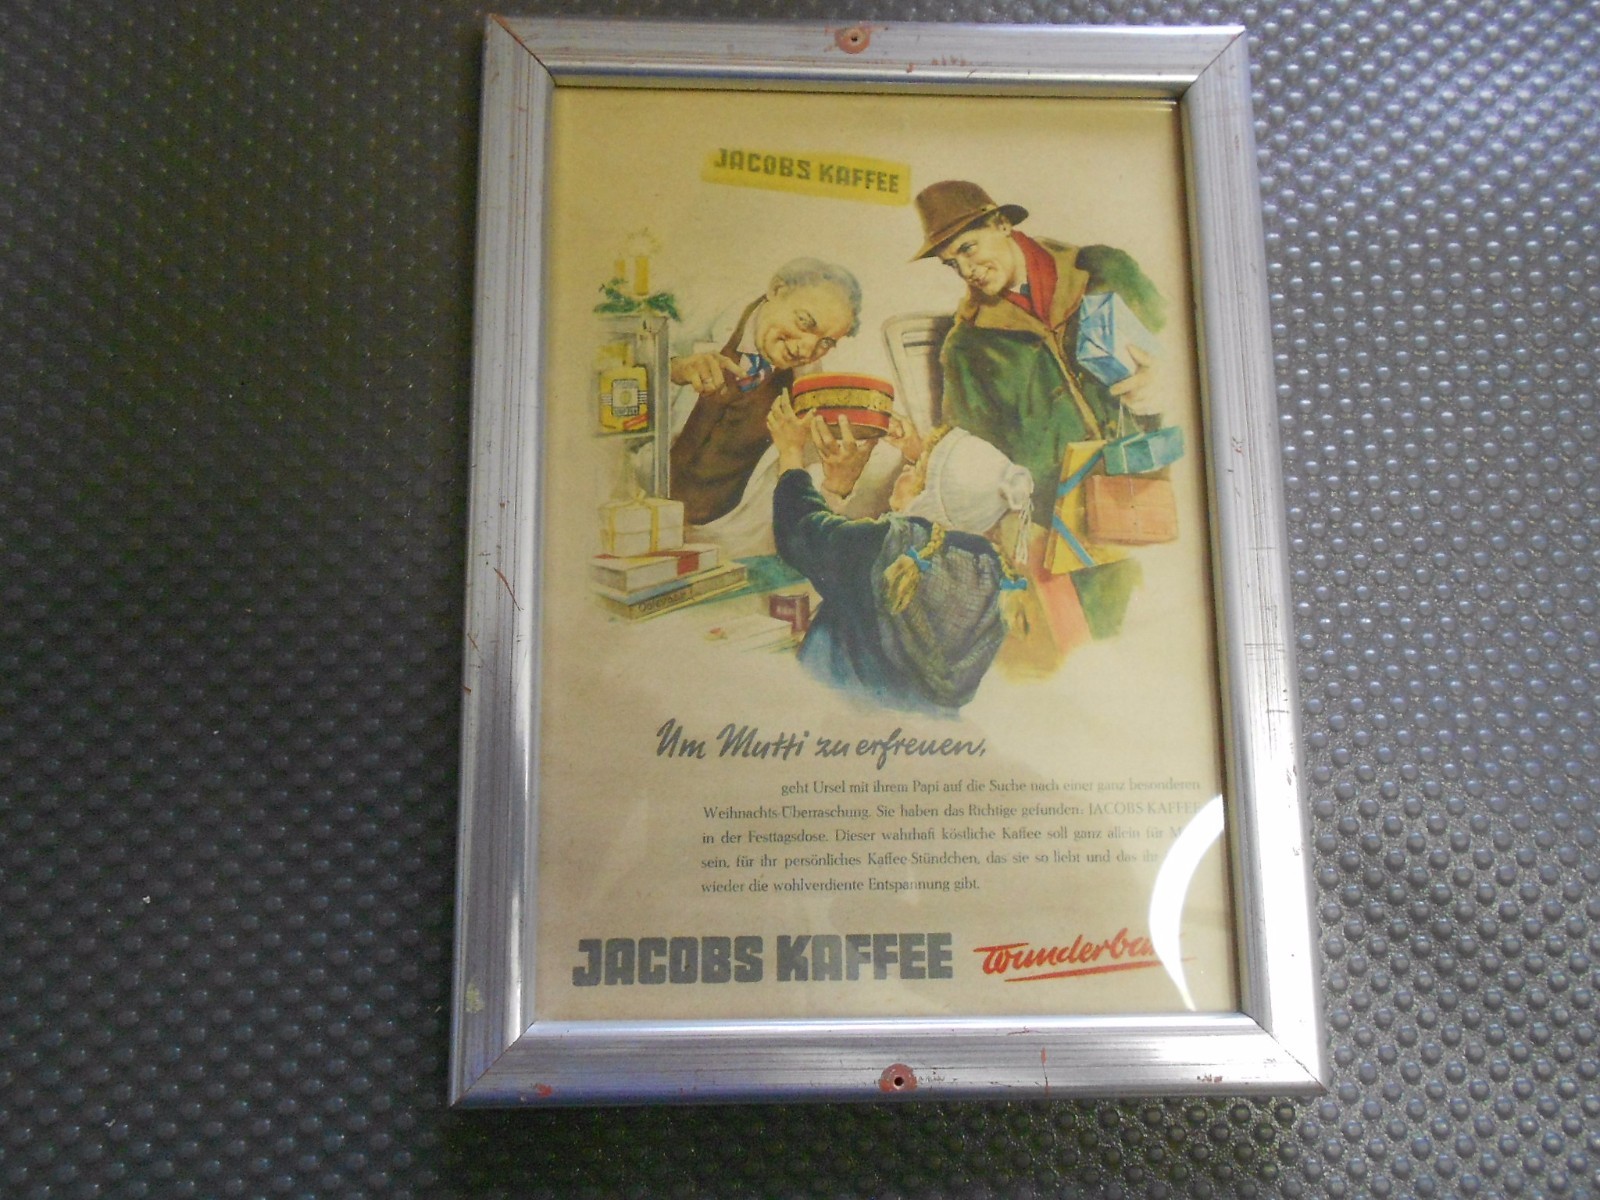 JACOBS KAFFEE
Um Mutti zu erfreuen,
geht Ursel mit ihrem Papi auf die Suche nach einer ganz besonderen
Weihnachts-Überraschung. Sie haben das Richtige gefunden: JACOBS KAFFEE
in der Festtagsdose. Dieser wahrhaft köstliche Kaffee soll ganz allein für
sein, für ihr persönliches Kaffee-Stündchen, das sie so liebt und das
wieder die wohlverdiente Entspannung gibt.
JACOBS KAFFEE wunderbar